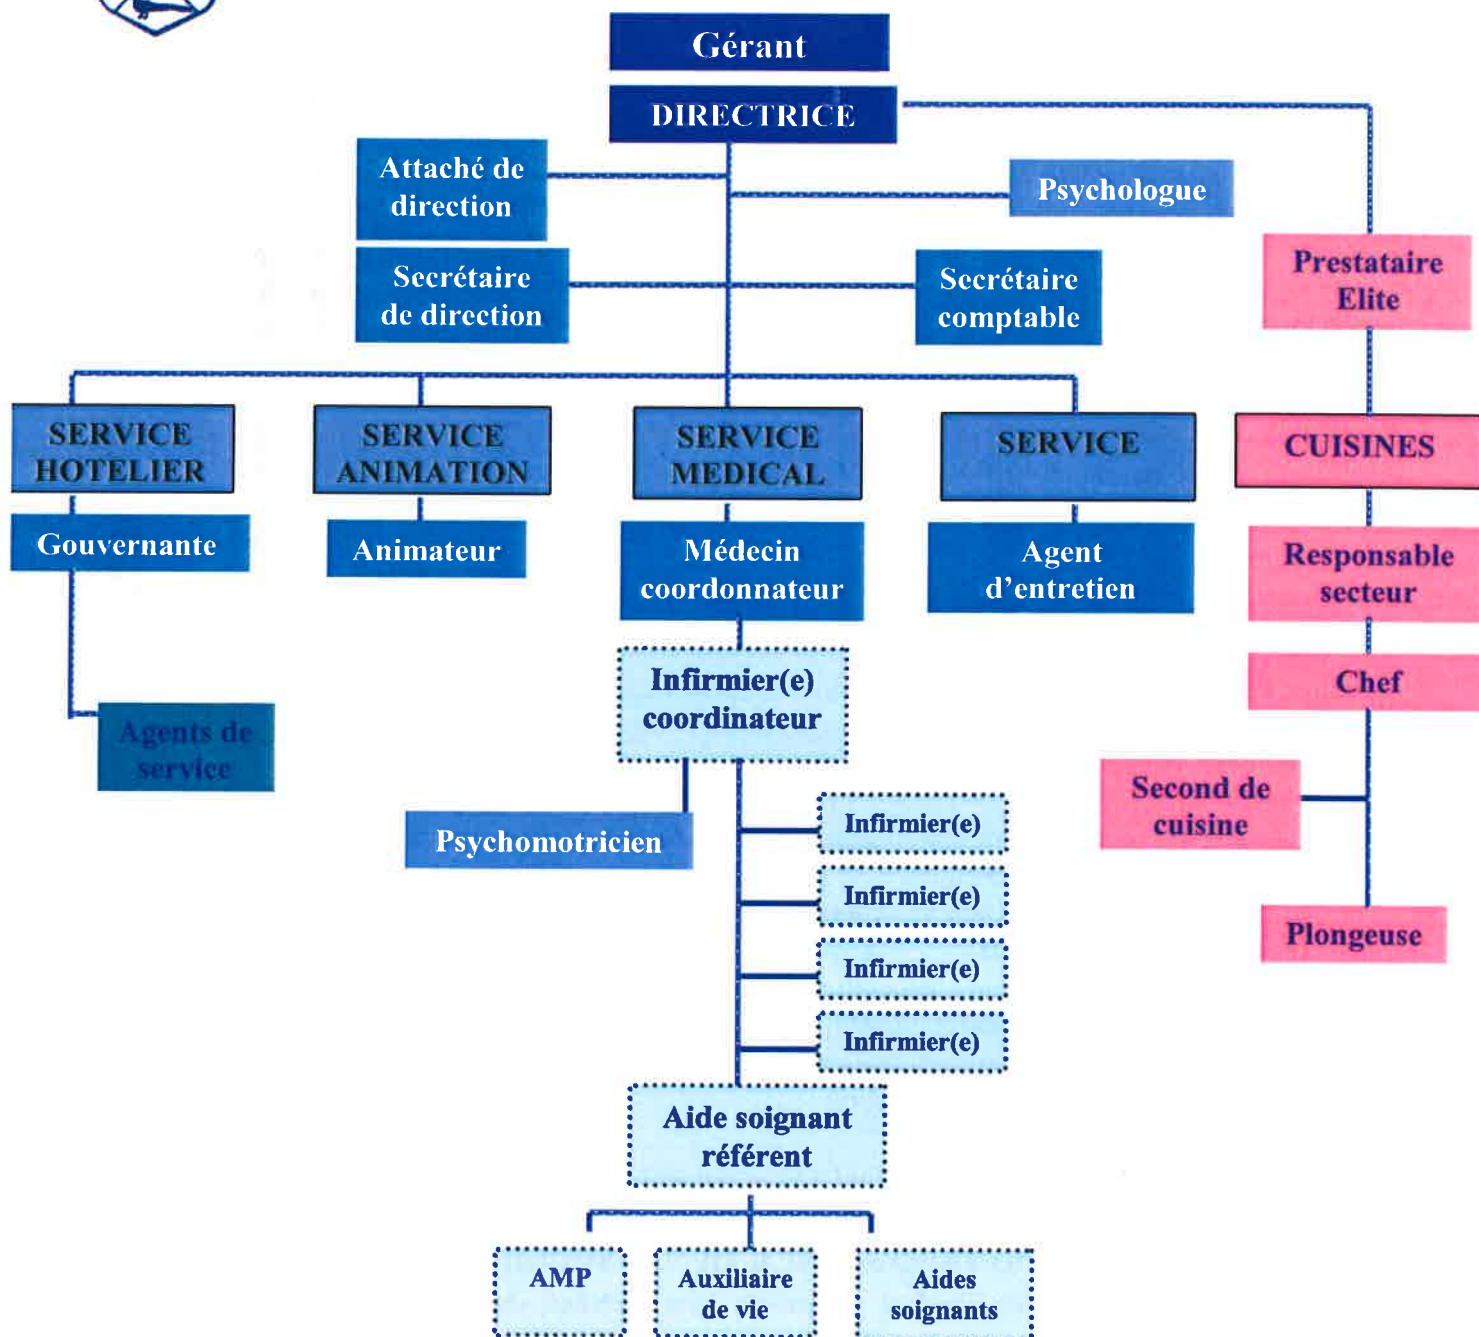 Gérant
DIRECTRICE
Attaché de
direction
Psychologue
Secrétaire
de direction
Secrétaire
comptable
Prestataire
Elite
SERVICE
HOTELIER
SERVICE
ANIMATION
SERVICE
MEDICAL
SERVICE
CUISINES
Gouvernante
Animateur
Médecin
coordonnateur
Agent
d’entretien
Responsable
secteur
Infirmier(e)
coordinateur
Chef
Agents de
service
Psychomotricien
Infirmier(e)
Second de
cuisine
Infirmier(e)
Plongeuse
Infirmier(e)
Infirmier(e)
Aide soignant
référent
AMP
Auxiliaire
de vie
Aides
soignants